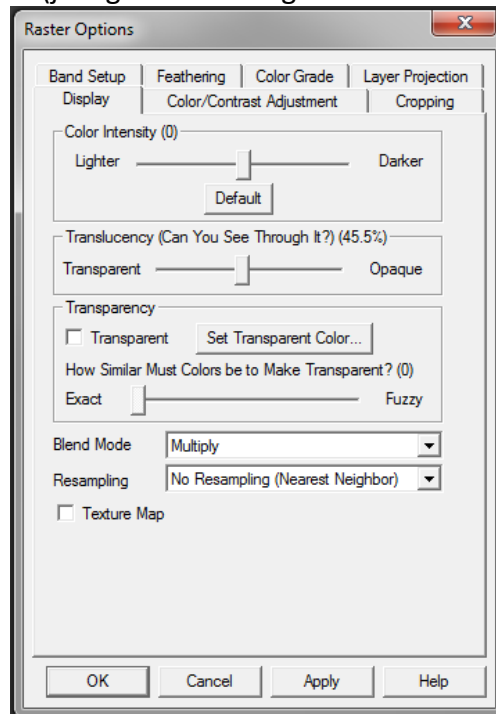 Raster Options
Band Setup Feathering Color Grade Layer Projection
Display Color/Contrast Adjustment Cropping
Color Intensity (0)
Lighter Darker
Default
Translucency (Can You See Through It?) (45.5%)
Transparent Opaque
Transparency
Transparent Set Transparent Color...
How Similar Must Colors be to Make Transparent? (0)
Exact Fuzzy
Blend Mode Multiply
Resampling No Resampling (Nearest Neighbor)
Texture Map
OK Cancel Apply Help